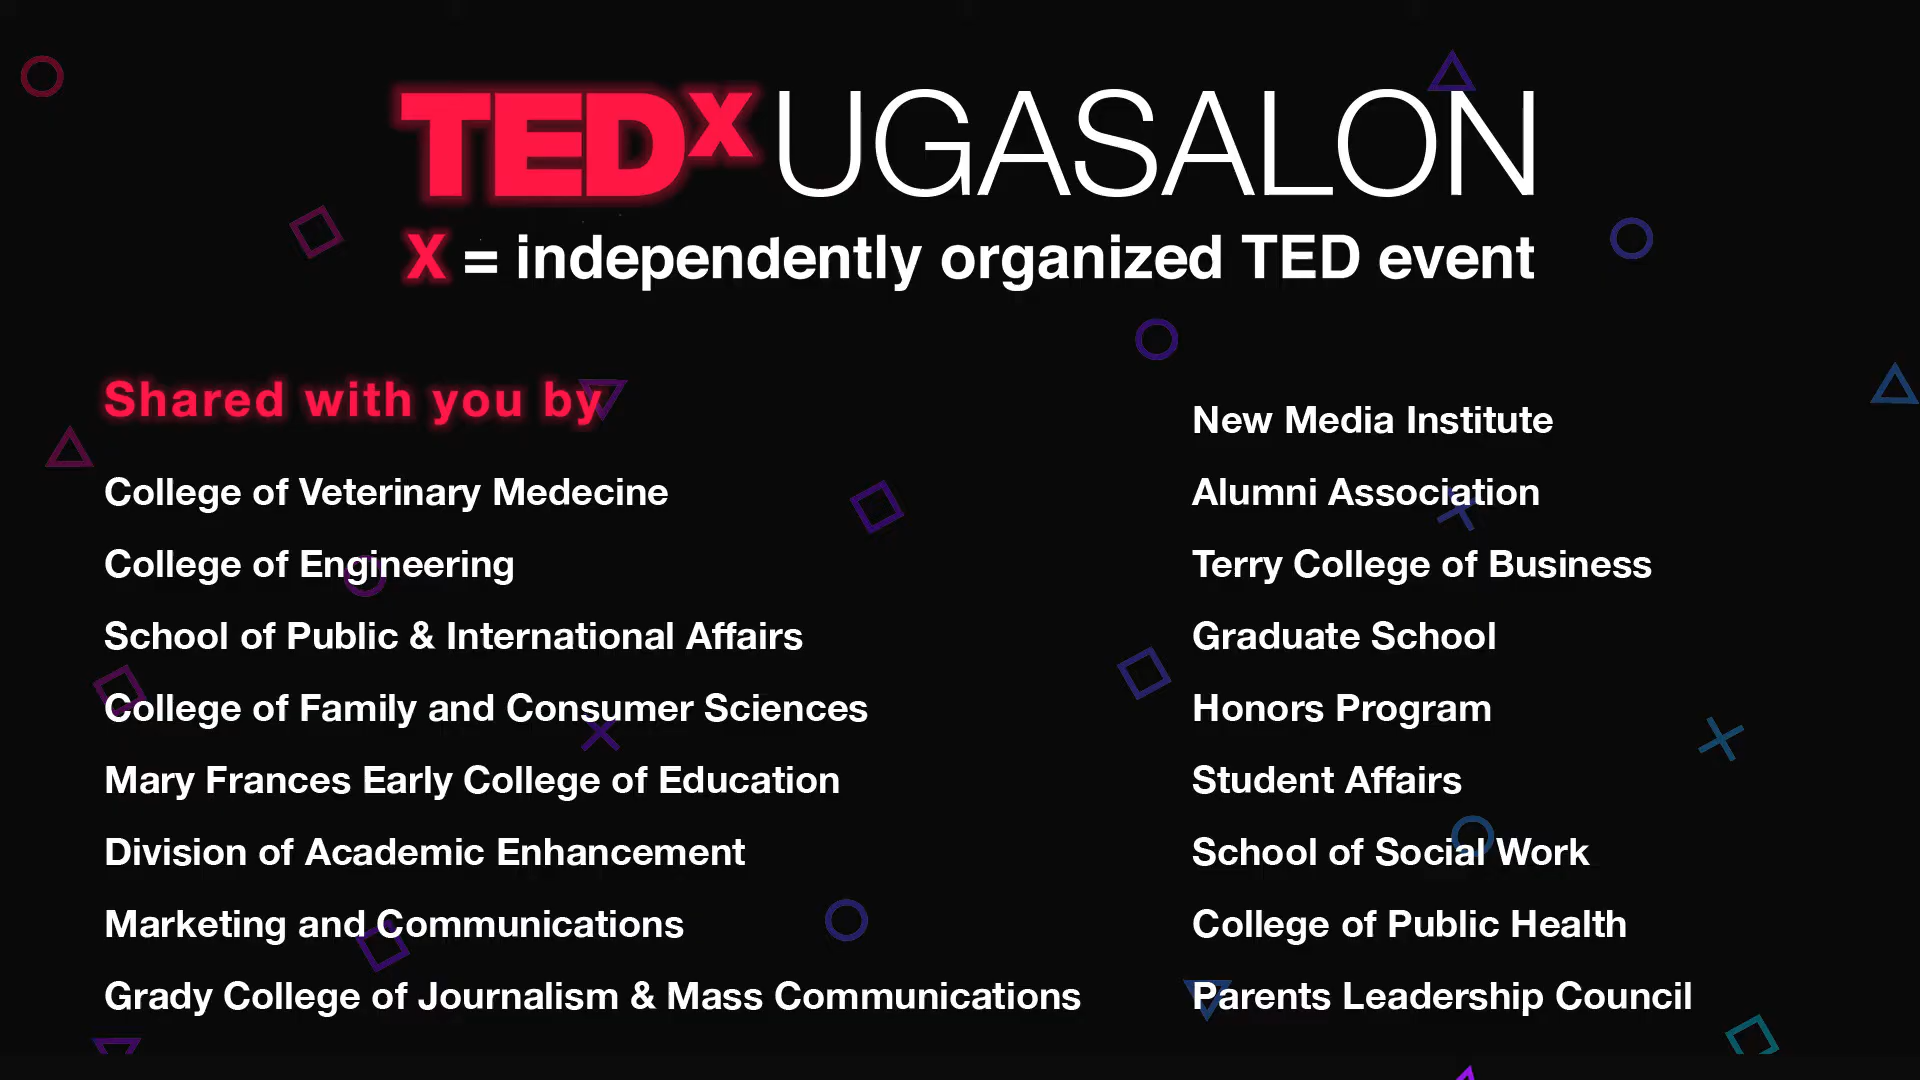 TEDx UGASALON
X = independently organized TED event
Shared with you by
College of Veterinary Medecine
College of Engineering
School of Public & International Affairs
College of Family and Consumer Sciences
Mary Frances Early College of Education
Division of Academic Enhancement
Marketing and Communications
Grady College of Journalism & Mass Communications
New Media Institute
Alumni Association
Terry College of Business
Graduate School
Honors Program
Student Affairs
School of Social Work
College of Public Health
Parents Leadership Council